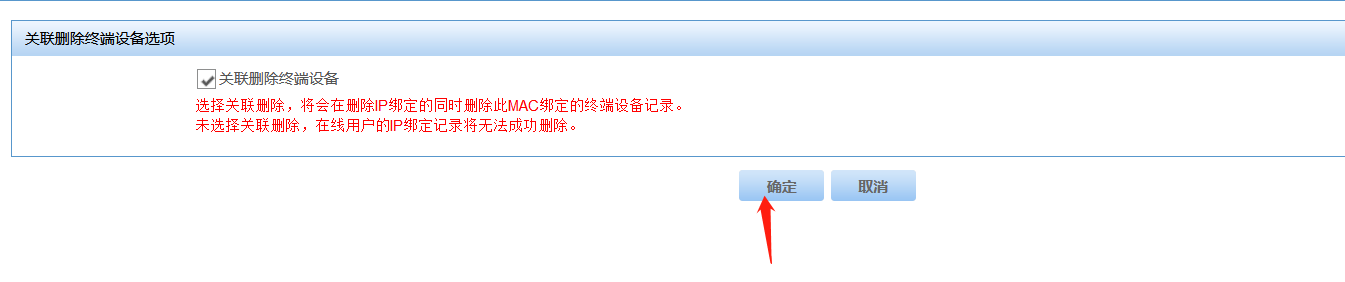 关联删除终端设备选项
关联删除终端设备
选择关联删除，将会在删除IP绑定的同时删除此MAC绑定的终端设备记录。
未选择关联删除，在线用户的IP绑定记录将无法成功删除。
确定 取消